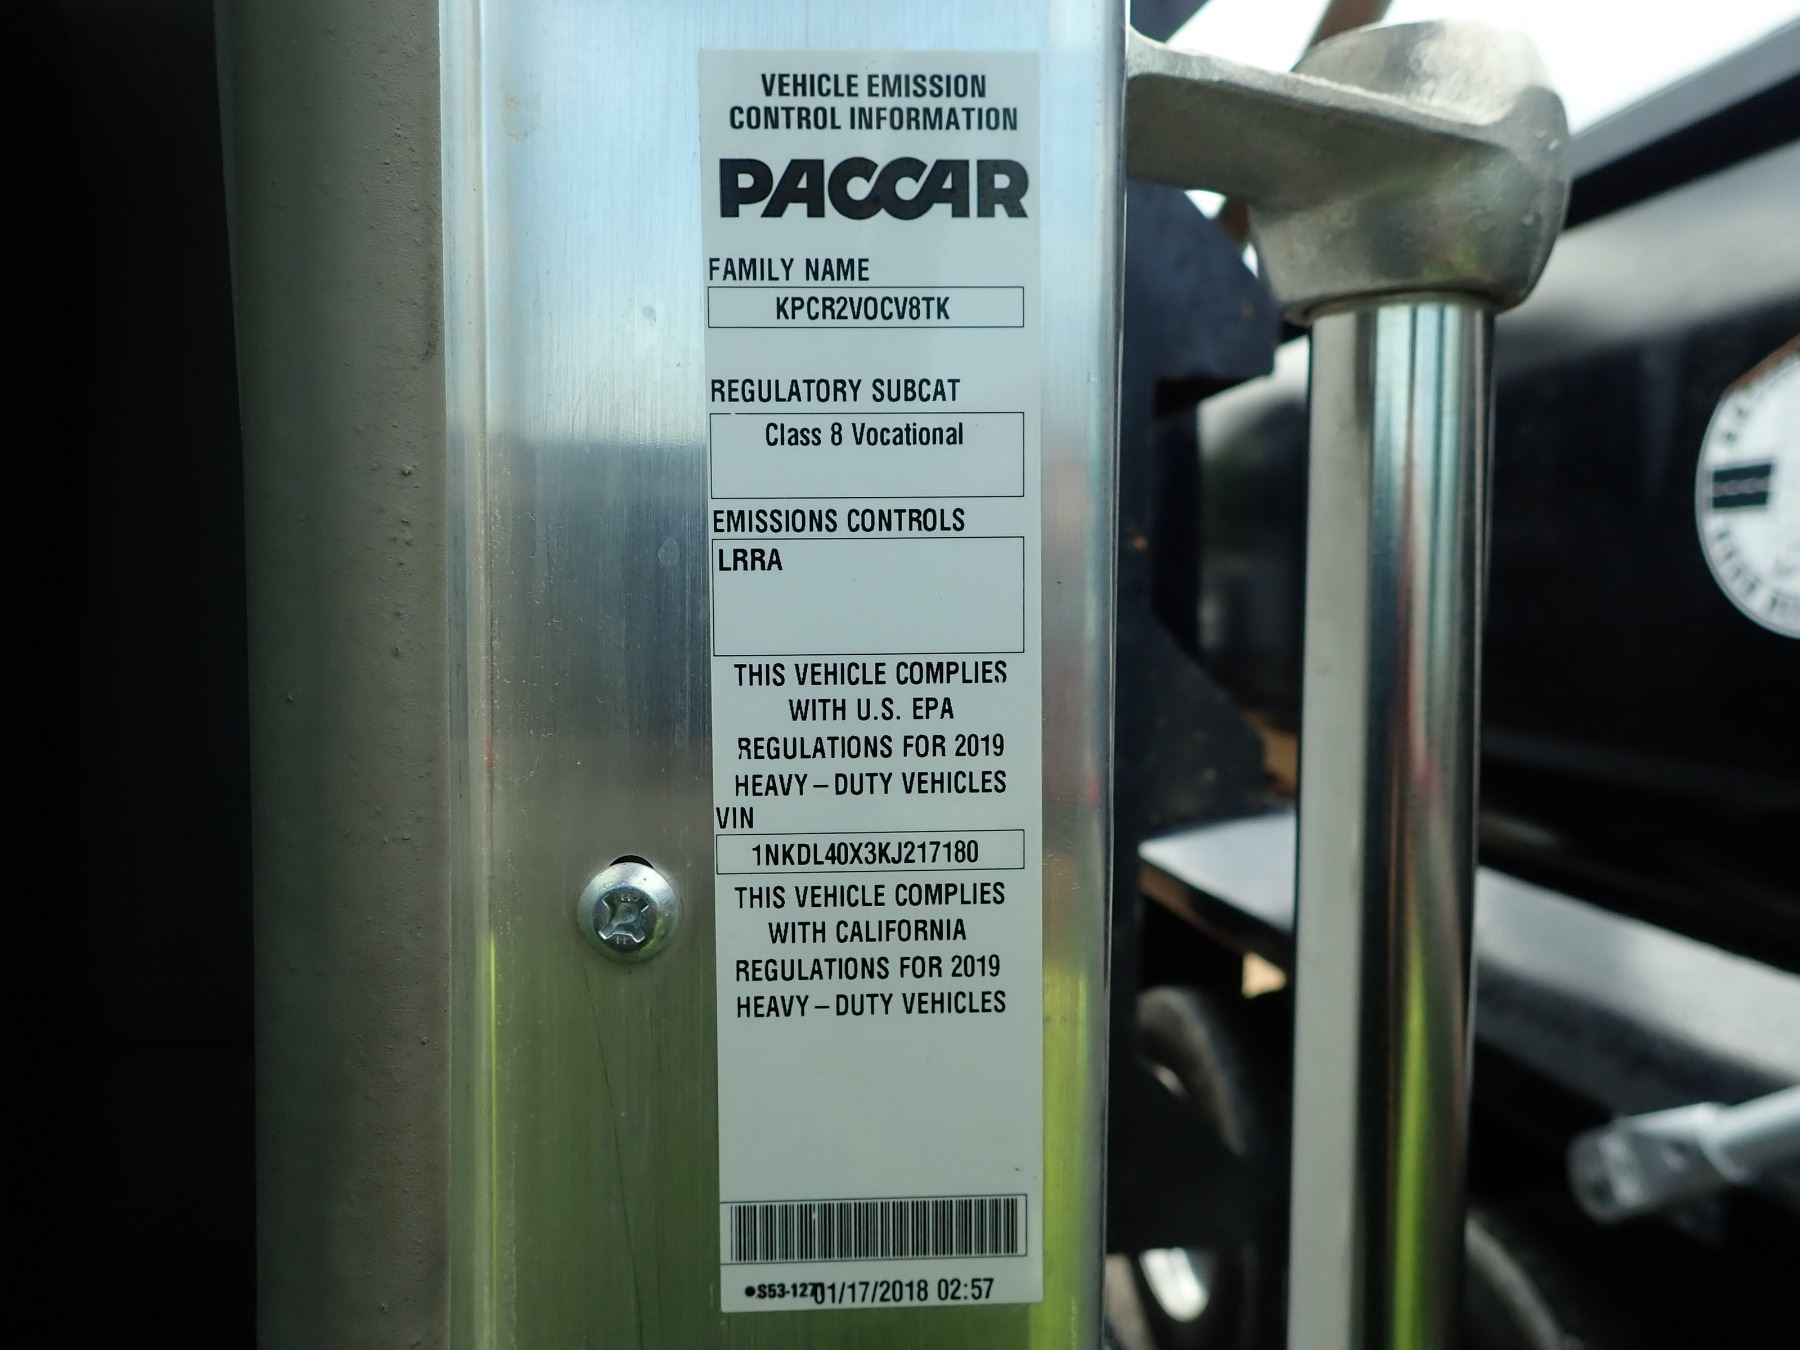 VEHICLE EMISSION
CONTROL INFORMATION
PACCAR
FAMILY NAME
KPCR2VOCV8TK
REGULATORY SUBCAT
Class 8 Vocational
EMISSIONS CONTROLS
LRRA
THIS VEHICLE COMPLIES
WITH U.S. EPA
REGULATIONS FOR 2019
HEAVY – DUTY VEHICLES
VIN
1NKDL40X3KJ217180
THIS VEHICLE COMPLIES
WITH CALIFORNIA
REGULATIONS FOR 2019
HEAVY – DUTY VEHICLES
●S53-127 01/17/2018 02:57